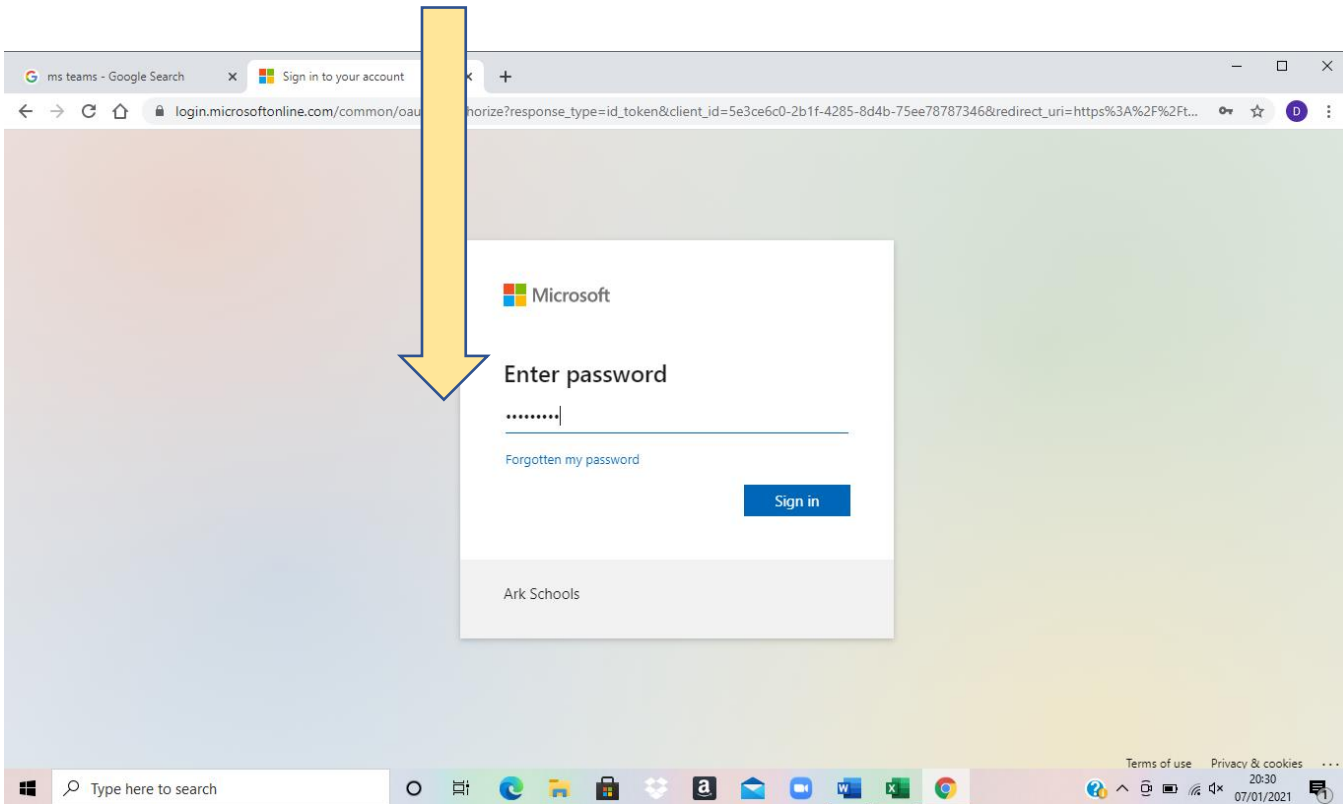 ms teams - Google Search
Sign in to your account
login.microsoftonline.com/common/oau
horize?response_type=id_token&client_id=5e3ce6c0-2b1f-4285-8d4b-75ee78787346&redirect_uri=https%3A%2F%2Ft...
D
Microsoft
Enter password
•••••••••
Forgotten my password
Sign in
Ark Schools
Terms of use Privacy & cookies ...
Type here to search
a
W
X
20:30
07/01/2021
1